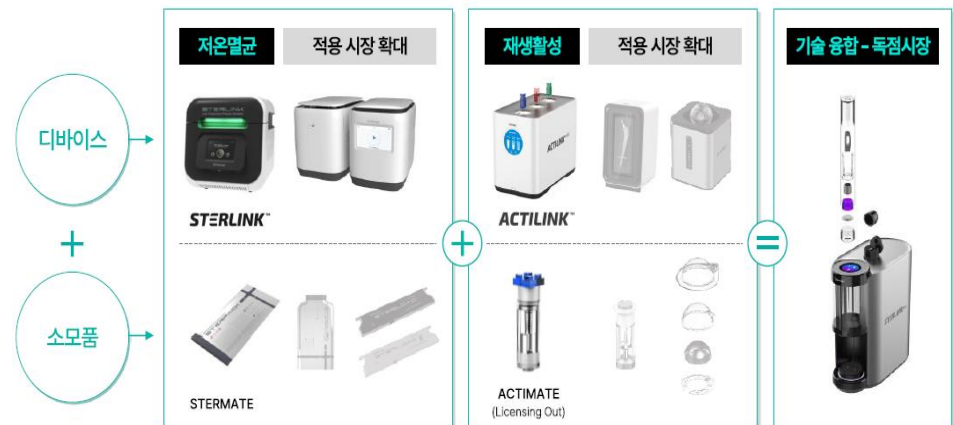 디바이스
+
소모품
저온멸균
적용 시장 확대
STERLINK™
STERMATE
+
재생활성
적용 시장 확대
ACTILINK™
ACTIMATE
(Licensing Out)
=
기술 융합 - 독점시장